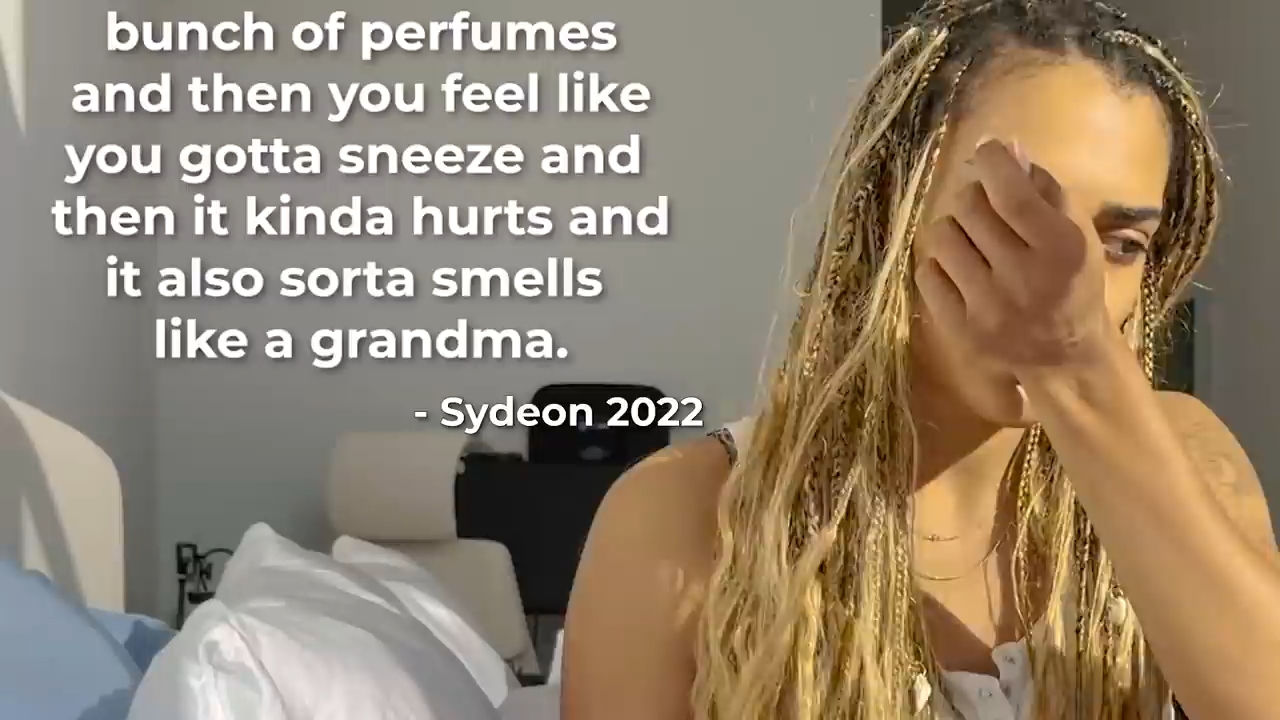 bunch of perfumes
and then you feel like
you gotta sneeze and
then it kinda hurts and
it also sorta smells
like a grandma.
- Sydeon 2022